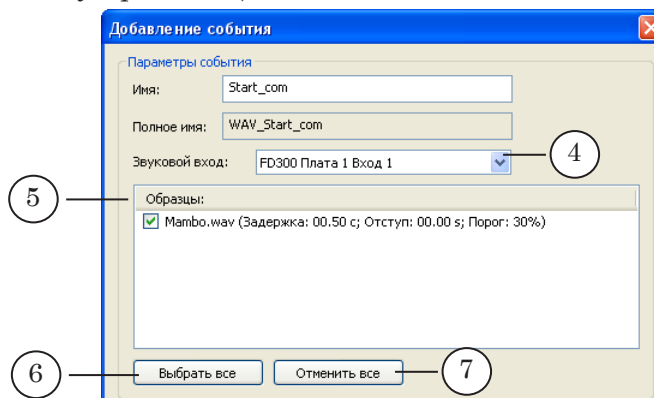 Добавление события
Параметры события
Имя: Start_com
Полное имя: WAV_Start_com
Звуковой вход: FD300 Плата 1 Вход 1
4
5
Образцы:
Mambo.wav (Задержка: 00.50 с; Отступ: 00.00 s; Порог: 30%)
6
Выбрать все Отменить все
7